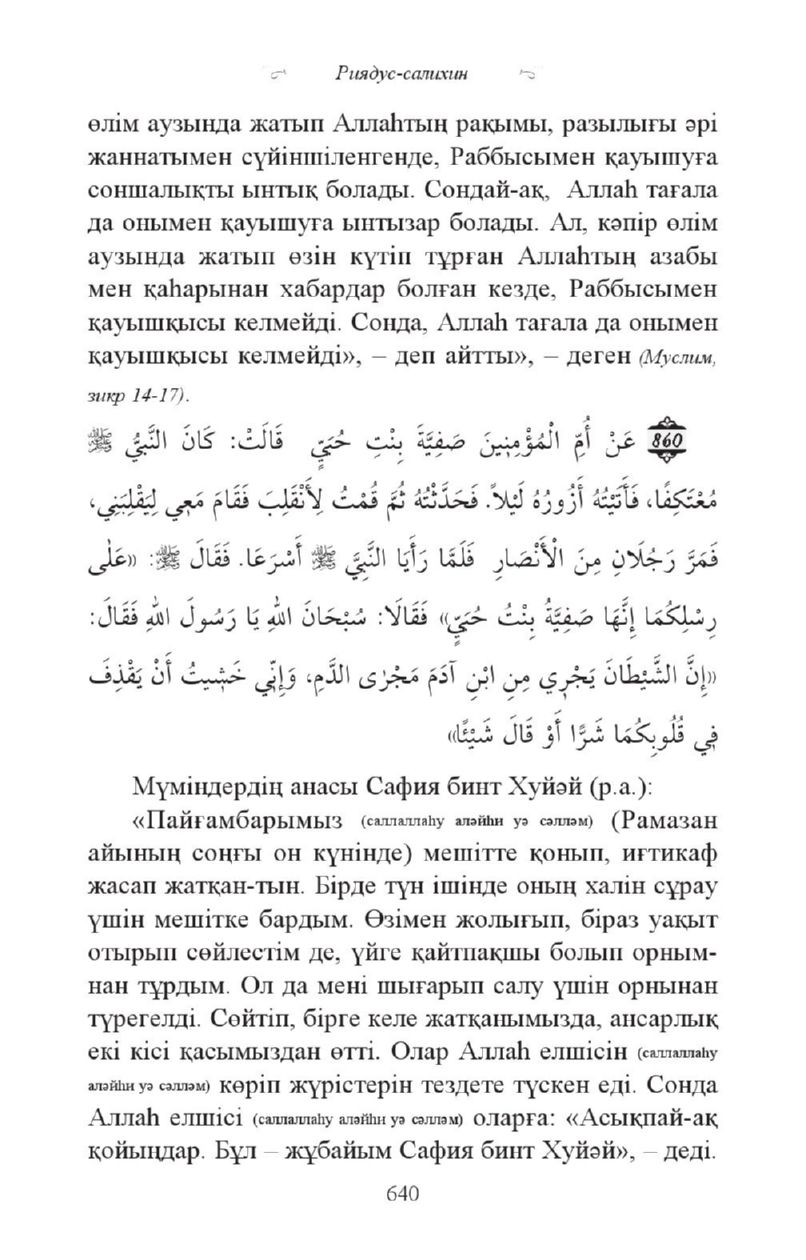 Риядус-салихин
өлім аузында жатып Аллаһтың рақымы, разылығы әрі
жаннатымен сүйіншіленгенде, Раббысымен қауышуға
соншалықты ынтық болады. Сондай-ақ, Аллаһ тағала
да онымен қауышуға ынтызар болады. Ал, кәпір өлім
аузында жатып өзін күтіп тұрған Аллаһтың азабы
мен қаһарынан хабардар болған кезде, Раббысымен
қауышқысы келмейді. Сонда, Аллаһ тағала да онымен
қауышқысы келмейді», – деп айтты», – деген (Муслим,
зикр 14-17).
860 عَنْ أُمِّ الْمُؤْمِنِينَ صَفِيَّةَ بِنْتِ حُيَيٍّ قَالَتْ: كَانَ النَّبِيُّ ﷺ
مُعْتَكِفًا، فَأَتَيْتُهُ أَزُورُهُ لَيْلاً. فَحَدَّثْتُهُ ثُمَّ قُمْتُ لِأَنْقَلِبَ فَقَامَ مَعِي لِيَقْلِبَنِي،
فَمَرَّ رَجُلَانِ مِنَ الْأَنْصَارِ فَلَمَّا رَأَيَا النَّبِيَّ ﷺ أَسْرَعَا. فَقَالَ ﷺ: «عَلٰى
رِسْلِكُمَا إِنَّهَا صَفِيَّةُ بِنْتُ حُيَيٍّ» فَقَالَا: سُبْحَانَ اللهِ يَا رَسُولَ اللهِ فَقَالَ:
«إِنَّ الشَّيْطَانَ يَجْرِي مِنِ ابْنِ آدَمَ مَجْرٰى الدَّمِ، وَإِنِّي خَشِيتُ أَنْ يَقْذِفَ
فِي قُلُوبِكُمَا شَرًّا أَوْ قَالَ شَيْئًا»
Мүміндердің анасы Сафия бинт Хуйәй (р.а.):
«Пайғамбарымыз (саллаллаһу аләйһи уә сәлләм) (Рамазан
айының соңғы он күнінде) мешітте қонып, иғтикаф
жасап жатқан-тын. Бірде түн ішінде оның халін сұрау
үшін мешітке бардым. Өзімен жолығып, біраз уақыт
отырып сөйлестім де, үйге қайтпақшы болып орным-
нан тұрдым. Ол да мені шығарып салу үшін орнынан
түрегелді. Сөйтіп, бірге келе жатқанымызда, ансарлық
екі кісі қасымыздан өтті. Олар Аллаһ елшісін (саллаллаһу
аләйһи уә сәлләм) көріп жүрістерін тездете түскен еді. Сонда
Аллаһ елшісі (саллаллаһу аләйһи уә сәлләм) оларға: «Асықпай-ақ
қойыңдар. Бұл – жұбайым Сафия бинт Хуйәй», – деді.
640